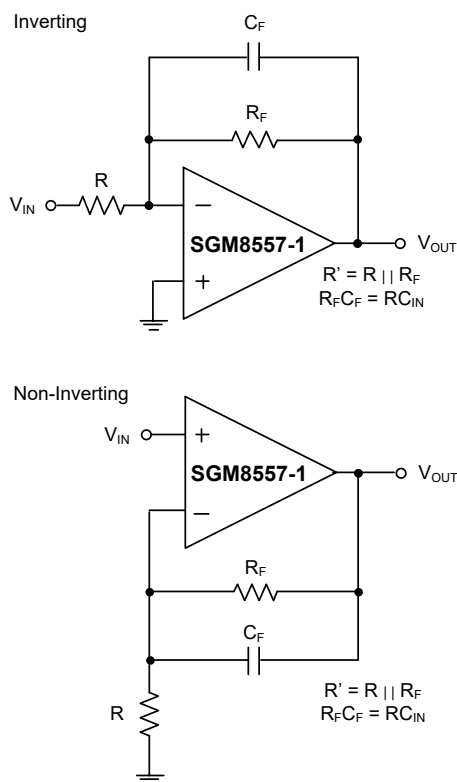 Inverting
C_F
R_F
R
V_IN
−
SGM8557-1
V_OUT
+
R' = R || R_F
R_FC_F = RC_IN
Non-Inverting
V_IN
+
SGM8557-1
V_OUT
−
R_F
C_F
R' = R || R_F
R
R_FC_F = RC_IN